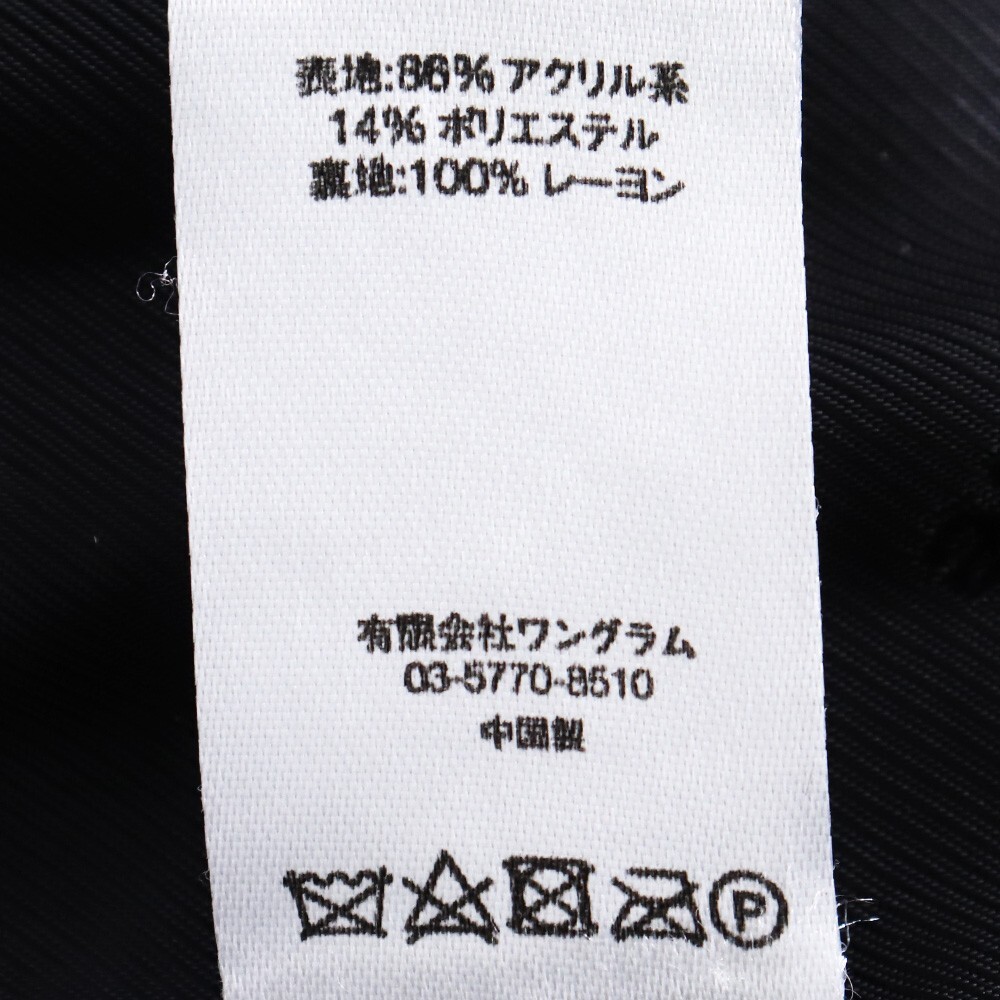 表地:86%アクリル系
14% ポリエステル
裏地:100% レーヨン
有限会社ワングラム
03-5770-8510
中国製
P